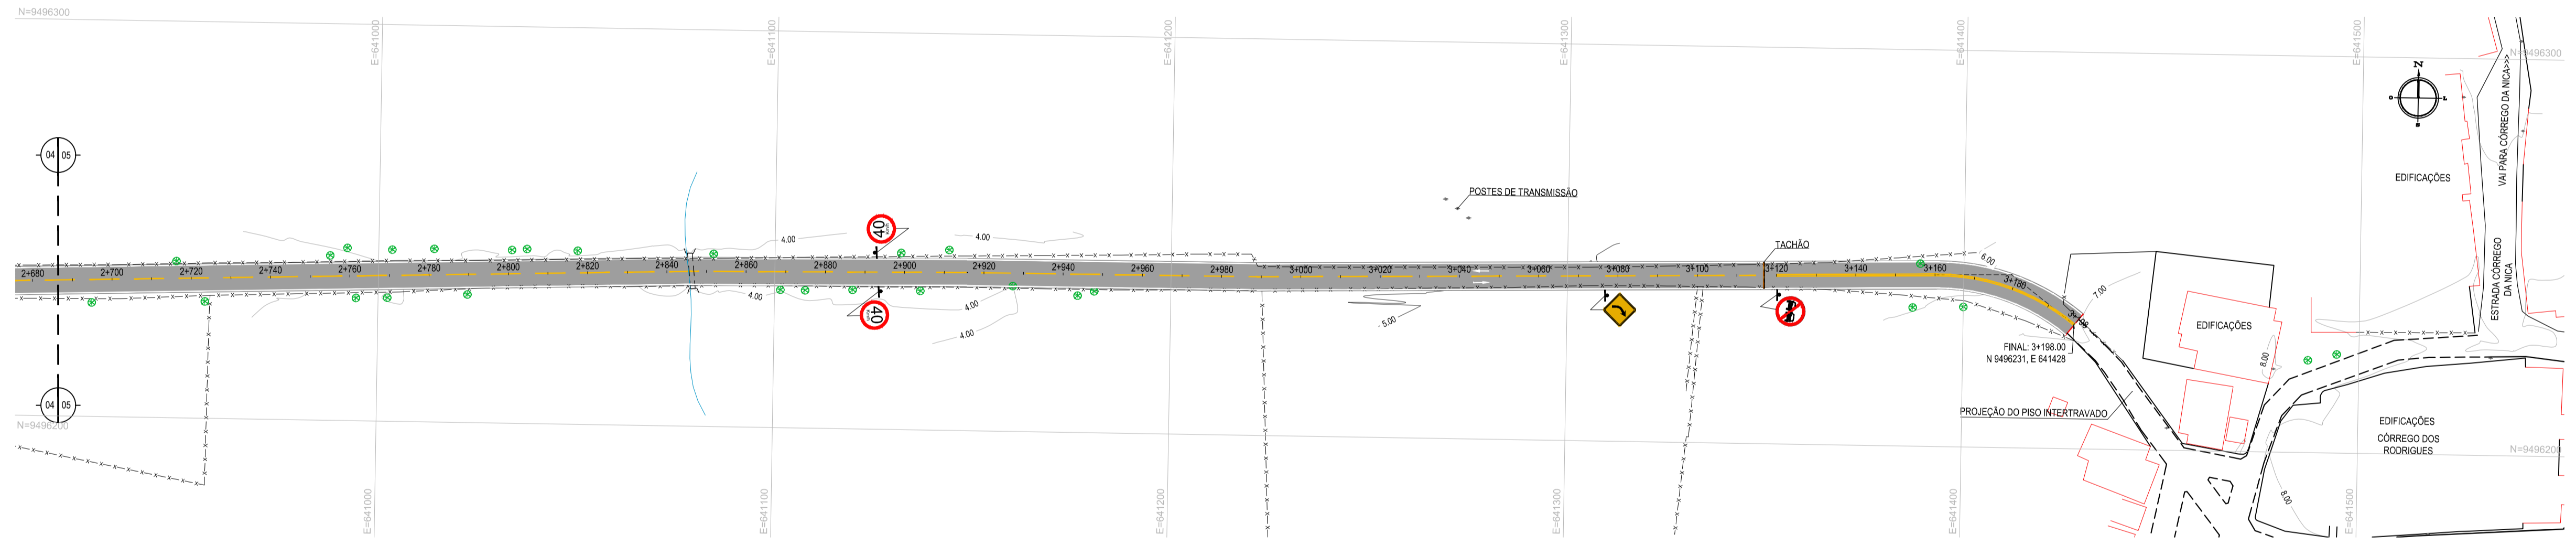 N=9496300
E=641000
E=641100
E=641200
E=641300
E=641400
E=641500
N=9496300
N
O
L
VAI PARA CÓRREGO DA NICA>>>
ESTRADA CÓRREGO
DA NICA
EDIFICAÇÕES
04 05
POSTES DE TRANSMISSÃO
TACHÃO
40
4.00
4.00
2+680
2+700
2+720
2+740
2+760
2+780
2+800
2+820
2+840
2+860
2+880
2+900
2+920
2+940
2+960
2+980
3+000
3+020
3+040
3+060
3+080
3+100
3+120
3+140
3+160
3+180
6.00
7.00
4.00
4.00
4.00
5.00
40
EDIFICAÇÕES
8.00
FINAL: 3+198.00
N 9496231, E 641428
04 05
PROJEÇÃO DO PISO INTERTRAVADO
EDIFICAÇÕES
CÓRREGO DOS
RODRIGUES
8.00
N=9496200
N=9496200
E=641000
E=641100
E=641200
E=641300
E=641400
E=641500